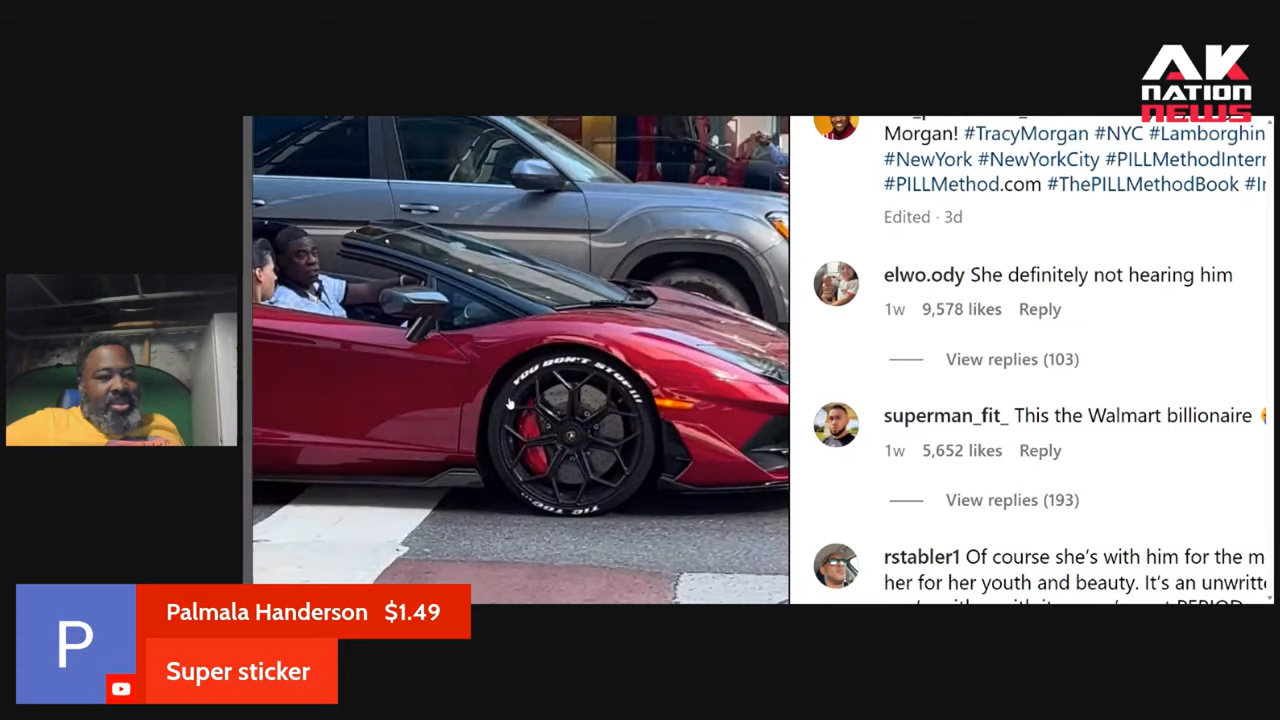 AK
NATION
NEWS
Morgan! #TracyMorgan #NYC #Lamborghin
#NewYork #NewYorkCity #PILLMethodIntern
#PILLMethod.com #ThePILLMethodBook
Edited · 3d
elwo.ody She definitely not hearing him
1w 9,578 likes Reply
View replies (103)
superman_fit_ This the Walmart billionaire
1w 5,652 likes Reply
View replies (193)
rstabler1 Of course she's with him for the m
her for her youth and beauty. It's an unwritt
YOU DON'T STOP!!!
TIC TOC...
P
Palmala Handerson $1.49
Super sticker